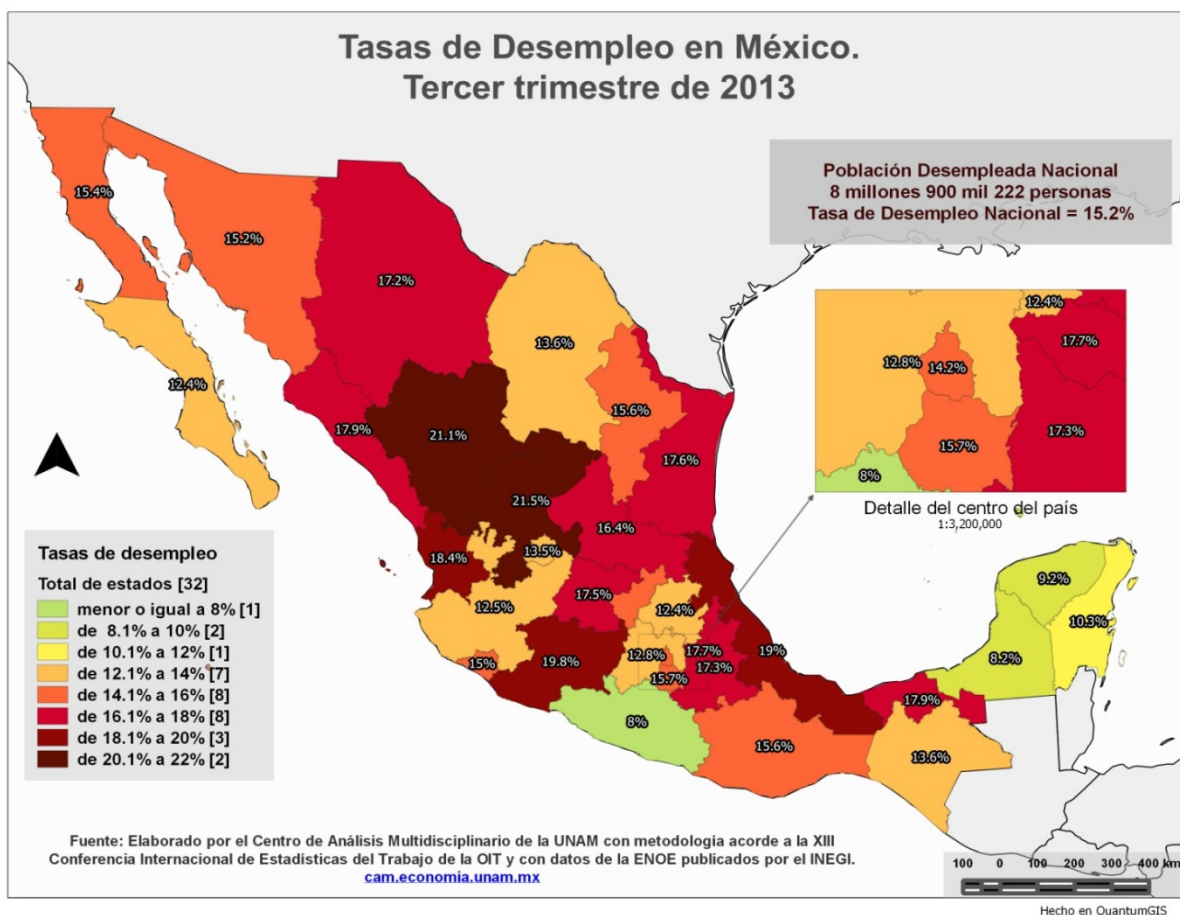 Tasas de Desempleo en México.
Tercer trimestre de 2013
Población Desempleada Nacional
8 millones 900 mil 222 personas
Tasa de Desempleo Nacional = 15.2%
15.4%
15.2%
17.2%
13.6%
12.4%
15.6%
17.9%
21.1%
17.6%
21.5%
16.4%
18.4%
13.5%
12.5%
17.5%
12.4%
15%
19.8%
12.8%
17.7%
17.3%
15.7%
19%
8%
15.6%
17.9%
13.6%
9.2%
10.3%
8.2%
12.4%
17.7%
12.8%
14.2%
15.7%
17.3%
8%
Detalle del centro del país
1:3,200,000
Tasas de desempleo
Total de estados [32]
menor o igual a 8% [1]
de 8.1% a 10% [2]
de 10.1% a 12% [1]
de 12.1% a 14% [7]
de 14.1% a 16% [8]
de 16.1% a 18% [8]
de 18.1% a 20% [3]
de 20.1% a 22% [2]
Fuente: Elaborado por el Centro de Análisis Multidisciplinario de la UNAM con metodología acorde a la XIII
Conferencia Internacional de Estadísticas del Trabajo de la OIT y con datos de la ENOE publicados por el INEGI.
cam.economia.unam.mx
100 0 100 200 300 400 km
Hecho en QuantumGIS